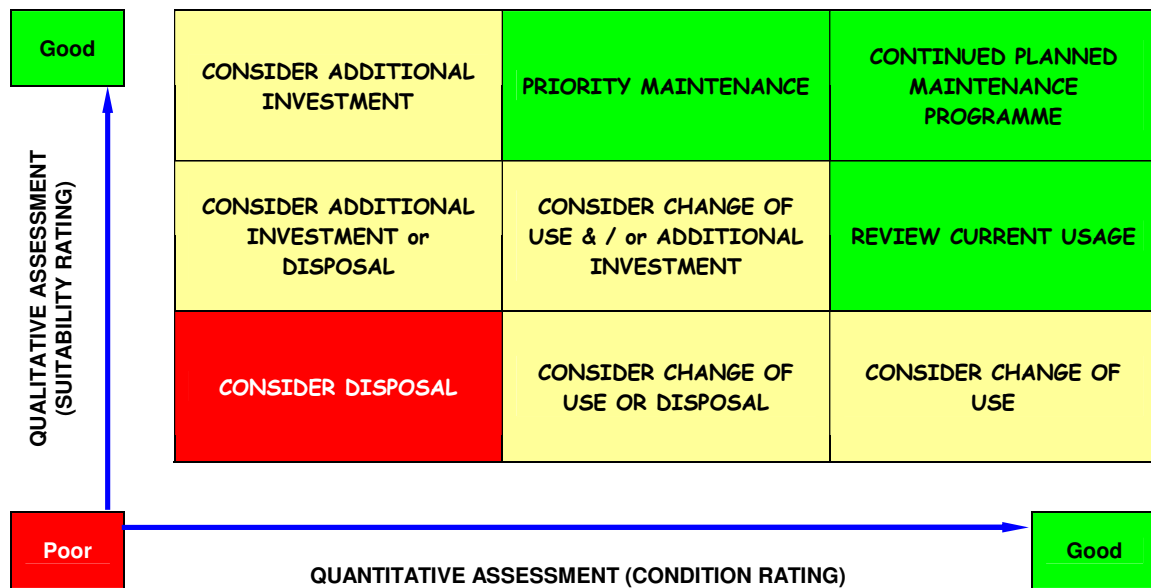 Good
CONSIDER ADDITIONAL
INVESTMENT
PRIORITY MAINTENANCE
CONTINUED PLANNED
MAINTENANCE
PROGRAMME
QUALITATIVE ASSESSMENT
(SUITABILITY RATING)
CONSIDER ADDITIONAL
INVESTMENT or
DISPOSAL
CONSIDER CHANGE OF
USE & / or ADDITIONAL
INVESTMENT
REVIEW CURRENT USAGE
CONSIDER DISPOSAL
CONSIDER CHANGE OF
USE OR DISPOSAL
CONSIDER CHANGE OF
USE
Poor
QUANTITATIVE ASSESSMENT (CONDITION RATING)
Good